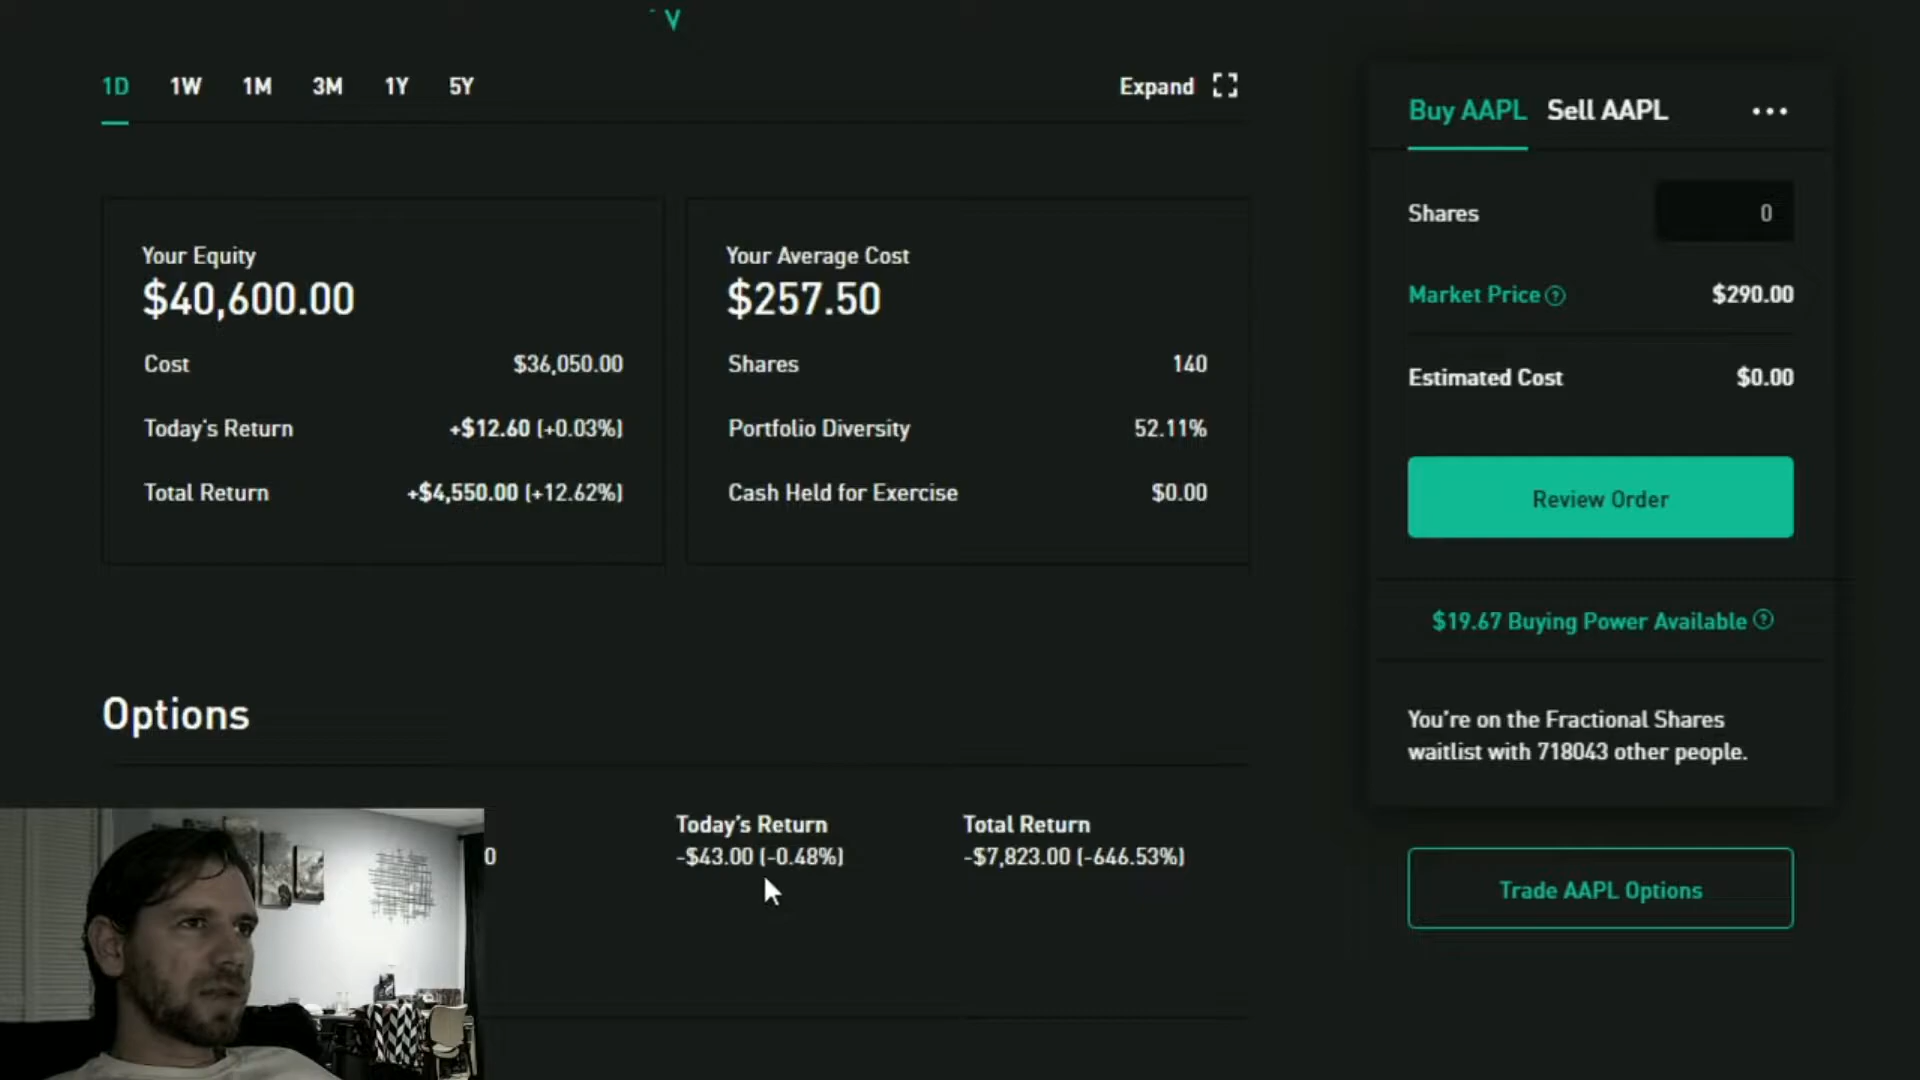 1D 1W 1M 3M 1Y 5Y Expand
Your Equity
$40,600.00
Cost $36,050.00
Today's Return +$12.60 (+0.03%)
Total Return +$4,550.00 (+12.62%)
Your Average Cost
$257.50
Shares 140
Portfolio Diversity 52.11%
Cash Held for Exercise $0.00
Options
Today's Return
-$43.00 (-0.48%)
Total Return
-$7,823.00 (-646.53%)
0
Buy AAPL Sell AAPL
Shares 0
Market Price $290.00
Estimated Cost $0.00
Review Order
$19.67 Buying Power Available
You're on the Fractional Shares
waitlist with 718043 other people.
Trade AAPL Options